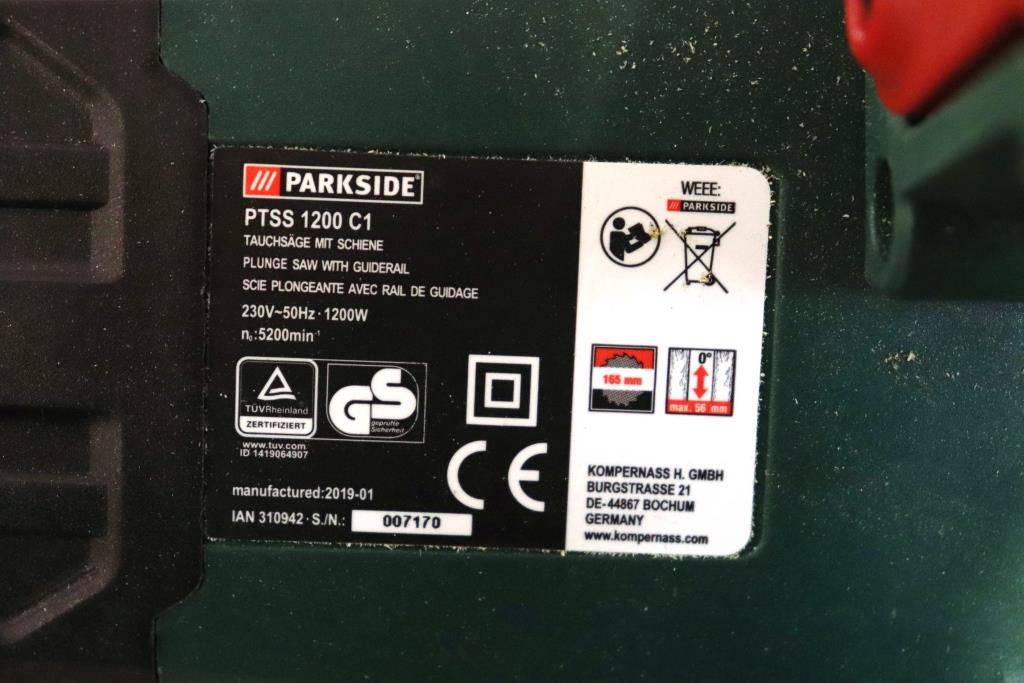 PARKSIDE®
PTSS 1200 C1
TAUCHSÄGE MIT SCHIENE
PLUNGE SAW WITH GUIDERAIL
SCIE PLONGEANTE AVEC RAIL DE GUIDAGE
230V~50Hz · 1200W
n₀:5200min⁻¹
TÜVRheinland
ZERTIFIZIERT
www.tuv.com
ID 1419064907
GS
geprüfte
Sicherheit
CE
manufactured:2019-01
IAN 310942 · S./N.: 007170
WEEE:
PARKSIDE
165 mm
0°
max. 56 mm
KOMPERNASS H. GMBH
BURGSTRASSE 21
DE-44867 BOCHUM
GERMANY
www.kompernass.com